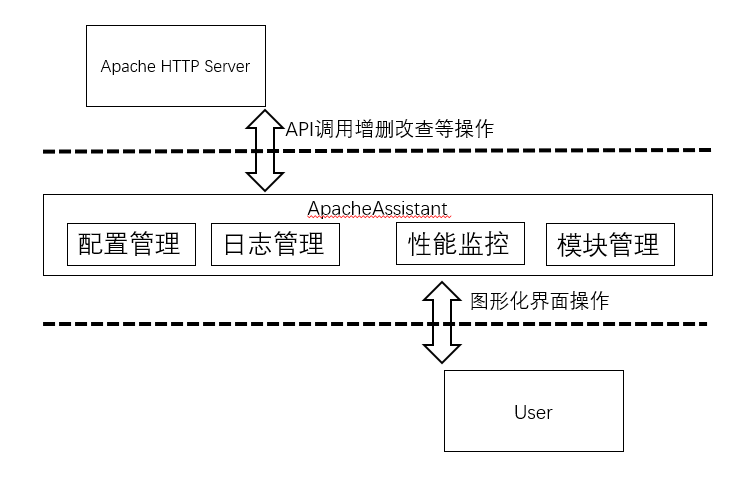 Apache HTTP Server
API调用增删改查等操作
ApacheAssistant
配置管理
日志管理
性能监控
模块管理
图形化界面操作
User